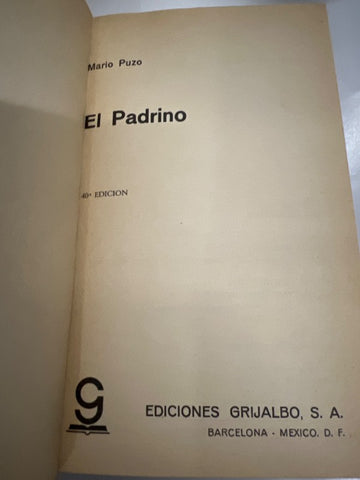 Mario Puzo
El Padrino
40ª EDICION
EDICIONES GRIJALBO, S. A.
BARCELONA - MEXICO. D. F.